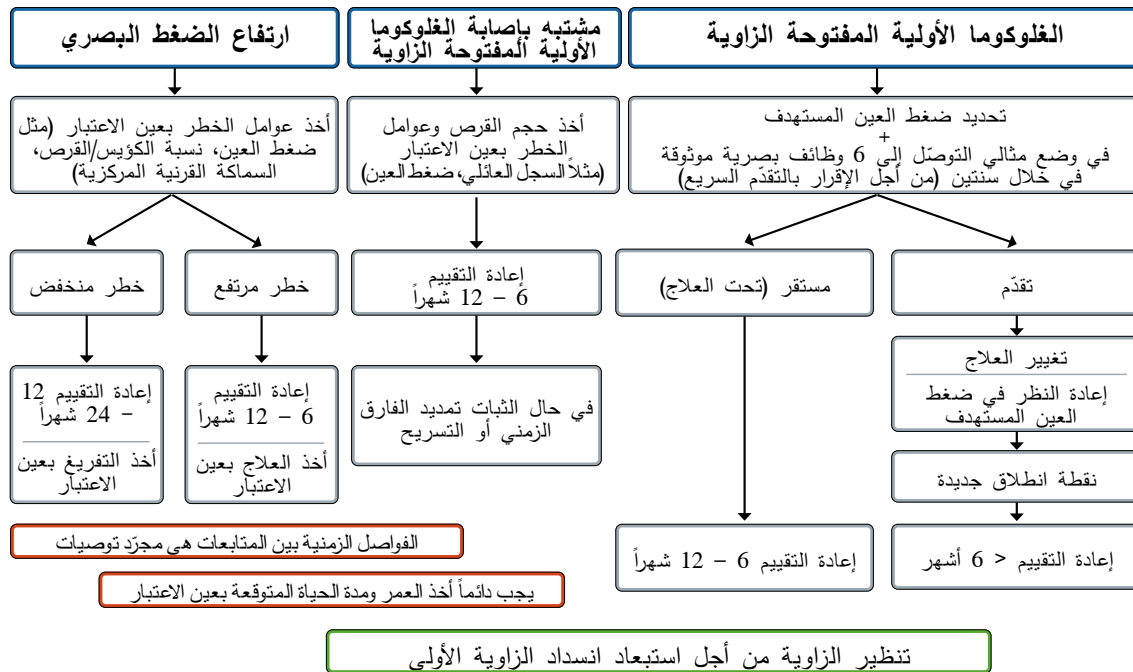 الغلوكوما الأولية المفتوحة الزاوية
تحديد ضغط العين المستهدف
+
في وضع مثالي التوصّل إلى 6 وظائف بصرية موثوقة
في خلال سنتين (من أجل الإقرار بالتقدّم السريع)
تقدّم
تغيير العلاج
إعادة النظر في ضغط
العين المستهدف
نقطة انطلاق جديدة
إعادة التقييم < 6 أشهر
مستقر (تحت العلاج)
إعادة التقييم 6 – 12 شهراً
مشتبه بإصابة الغلوكوما
الأولية المفتوحة الزاوية
أخذ حجم القرص وعوامل
الخطر بعين الاعتبار
(مثلاً السجل العائلي، ضغط العين)
إعادة التقييم
6 – 12 شهراً
في حال الثبات تمديد الفارق
الزمني أو التسريح
ارتفاع الضغط البصري
أخذ عوامل الخطر بعين الاعتبار (مثل
ضغط العين، نسبة الكؤيس/القرص،
السماكة القرنية المركزية)
خطر مرتفع
إعادة التقييم
6 – 12 شهراً
أخذ العلاج بعين
الاعتبار
خطر منخفض
إعادة التقييم 12
– 24 شهراً
أخذ التفريغ بعين
الاعتبار
الفواصل الزمنية بين المتابعات هي مجرّد توصيات
يجب دائماً أخذ العمر ومدة الحياة المتوقعة بعين الاعتبار
تنظير الزاوية من أجل استبعاد انسداد الزاوية الأولي